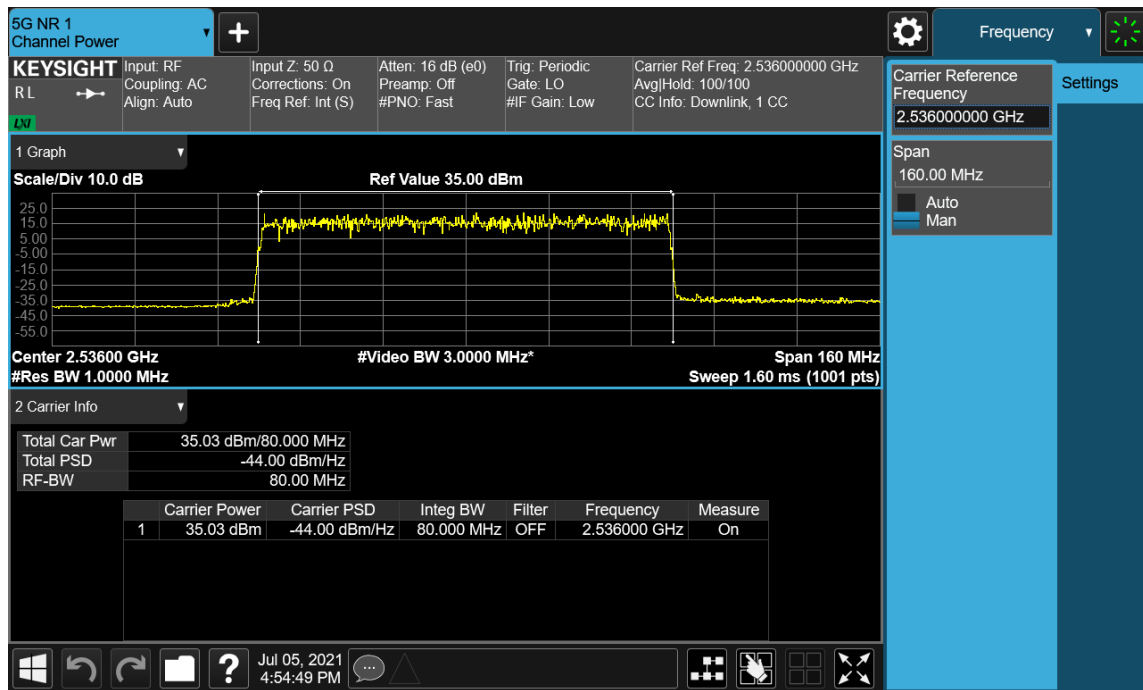 5G NR 1
Channel Power
Frequency
KEYSIGHT
Input: RF
Input Z: 50 Ω
Atten: 16 dB (e0)
Trig: Periodic
Carrier Ref Freq: 2.536000000 GHz
R L
Coupling: AC
Corrections: On
Preamp: Off
Gate: LO
Avg|Hold: 100/100
Align: Auto
Freq Ref: Int (S)
#PNO: Fast
#IF Gain: Low
CC Info: Downlink, 1 CC
LXI
Carrier Reference
Frequency
2.536000000 GHz
Settings
Span
160.00 MHz
Auto
Man
1 Graph
Scale/Div 10.0 dB
Ref Value 35.00 dBm
25.0
15.0
5.00
-5.00
-15.0
-25.0
-35.0
-45.0
-55.0
Center 2.53600 GHz
#Video BW 3.0000 MHz*
Span 160 MHz
#Res BW 1.0000 MHz
Sweep 1.60 ms (1001 pts)
2 Carrier Info
Total Car Pwr 35.03 dBm/80.000 MHz
Total PSD -44.00 dBm/Hz
RF-BW 80.00 MHz
Carrier Power Carrier PSD Integ BW Filter Frequency Measure
1 35.03 dBm -44.00 dBm/Hz 80.000 MHz OFF 2.536000 GHz On
Jul 05, 2021
4:54:49 PM